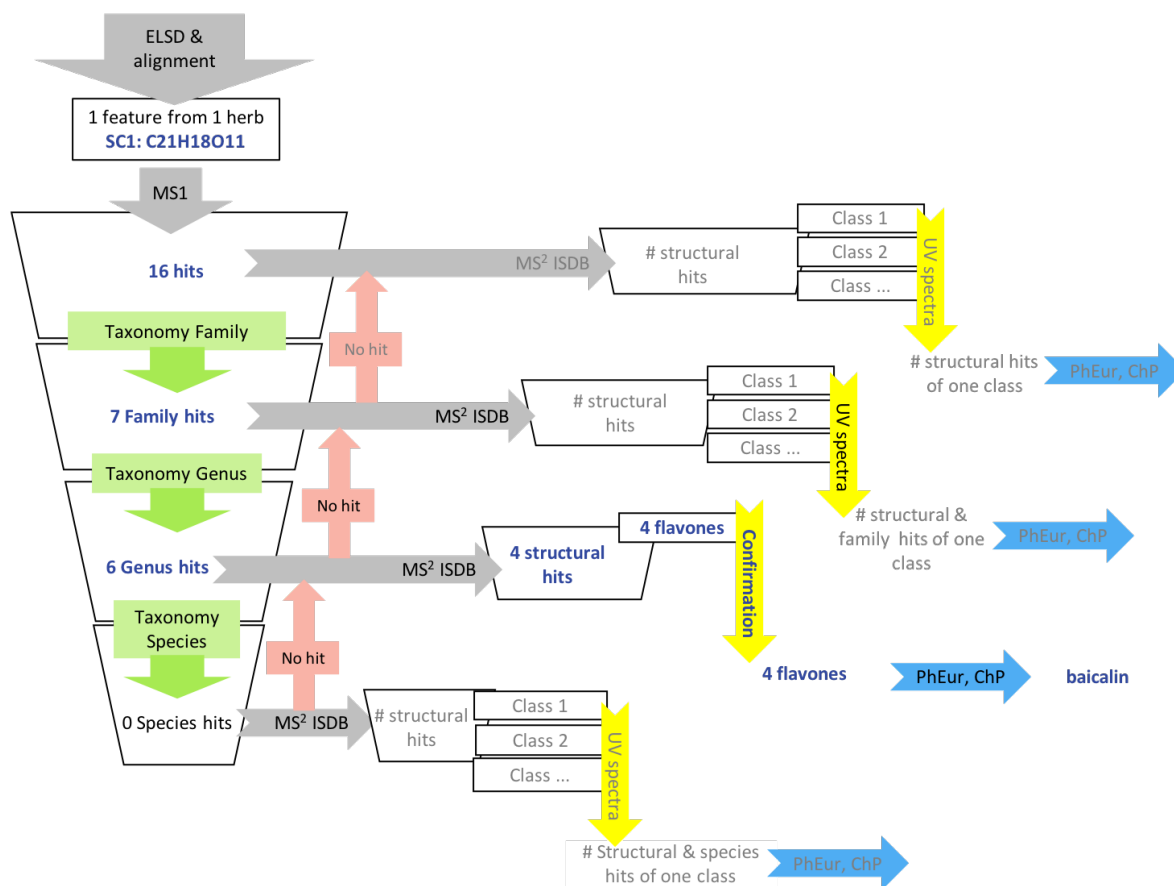 ELSD &
alignment
1 feature from 1 herb
SC1: C21H18O11
MS1
16 hits
MS² ISDB
# structural
hits
Class 1
Class 2
Class ...
UV spectra
# structural hits
of one class
PhEur, ChP
Taxonomy Family
No hit
7 Family hits
MS² ISDB
# structural
hits
Class 1
Class 2
Class ...
UV spectra
# structural &
family hits of one
class
PhEur, ChP
Taxonomy Genus
No hit
6 Genus hits
MS² ISDB
4 structural
hits
4 flavones
Confirmation
4 flavones
PhEur, ChP
baicalin
Taxonomy
Species
No hit
0 Species hits
MS² ISDB
# structural
hits
Class 1
Class 2
Class ...
UV spectra
# Structural & species
hits of one class
PhEur, ChP